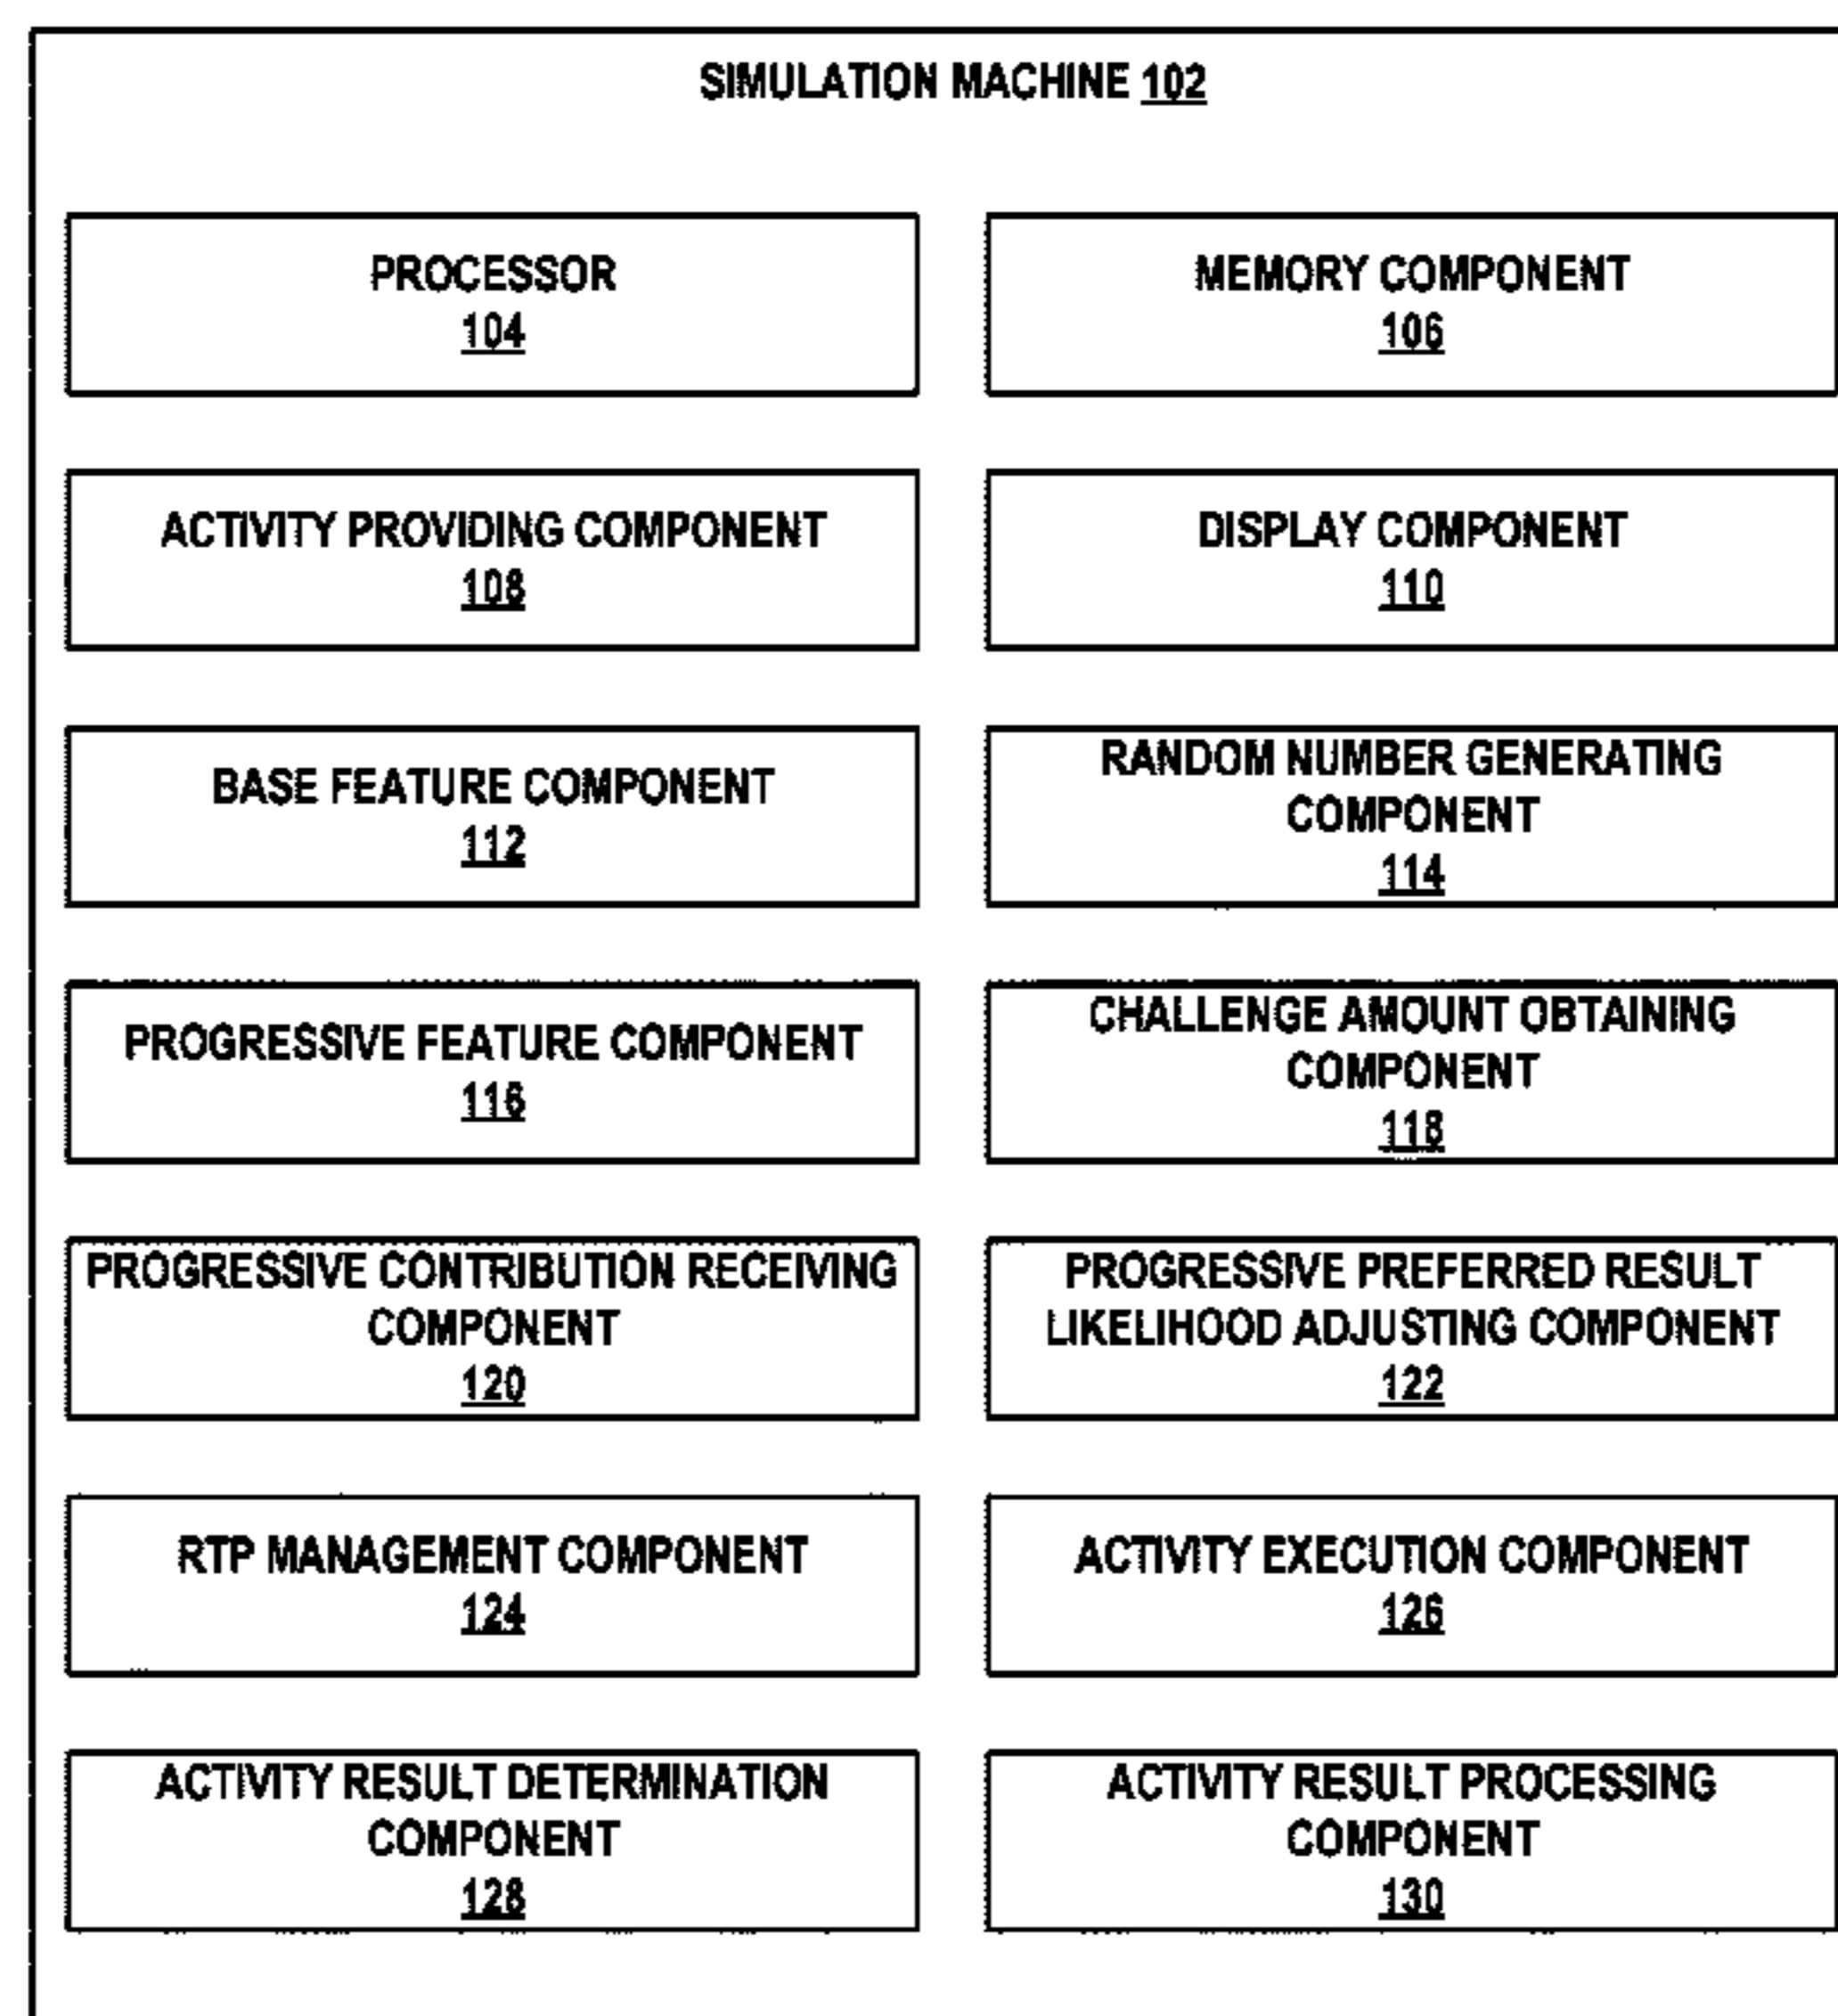 SIMULATION MACHINE 102
PROCESSOR
104
MEMORY COMPONENT
106
ACTIVITY PROVIDING COMPONENT
108
DISPLAY COMPONENT
110
BASE FEATURE COMPONENT
112
RANDOM NUMBER GENERATING
COMPONENT
114
PROGRESSIVE FEATURE COMPONENT
116
CHALLENGE AMOUNT OBTAINING
COMPONENT
118
PROGRESSIVE CONTRIBUTION RECEIVING
COMPONENT
120
PROGRESSIVE PREFERRED RESULT
LIKELIHOOD ADJUSTING COMPONENT
122
RTP MANAGEMENT COMPONENT
124
ACTIVITY EXECUTION COMPONENT
126
ACTIVITY RESULT DETERMINATION
COMPONENT
128
ACTIVITY RESULT PROCESSING
COMPONENT
130